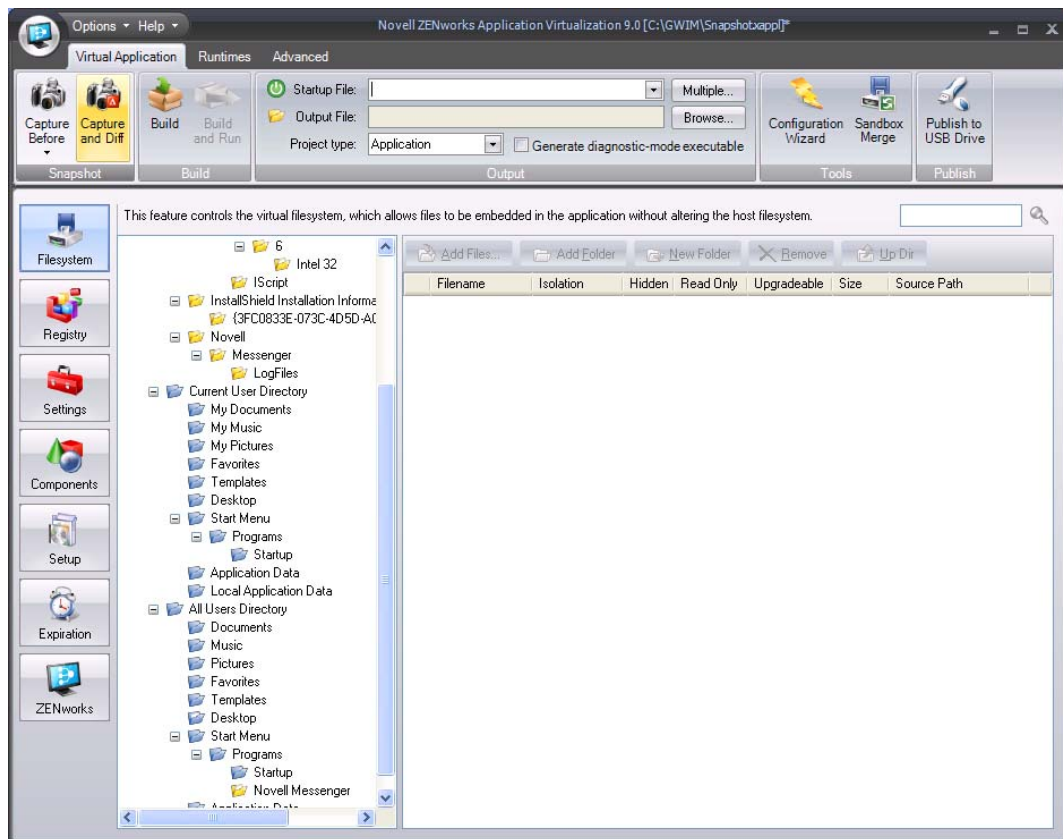 Options Help Novell ZENworks Application Virtualization 9.0 [C:\GWIM\Snapshot.xappl]*
Virtual Application Runtimes Advanced
Capture Before
Capture and Diff
Snapshot
Build
Build and Run
Build
Startup File: Multiple...
Output File: Browse...
Project type: Application Generate diagnostic-mode executable
Output
Configuration Wizard
Sandbox Merge
Tools
Publish to USB Drive
Publish
Filesystem
Registry
Settings
Components
Setup
Expiration
ZENworks
This feature controls the virtual filesystem, which allows files to be embedded in the application without altering the host filesystem.
6
Intel 32
IScript
InstallShield Installation Informa
{3FC0833E-073C-4D5D-A0
Novell
Messenger
LogFiles
Current User Directory
My Documents
My Music
My Pictures
Favorites
Templates
Desktop
Start Menu
Programs
Startup
Application Data
Local Application Data
All Users Directory
Documents
Music
Pictures
Favorites
Templates
Desktop
Start Menu
Programs
Startup
Novell Messenger
Application Data
Add Files... Add Folder New Folder Remove Up Dir
Filename Isolation Hidden Read Only Upgradeable Size Source Path